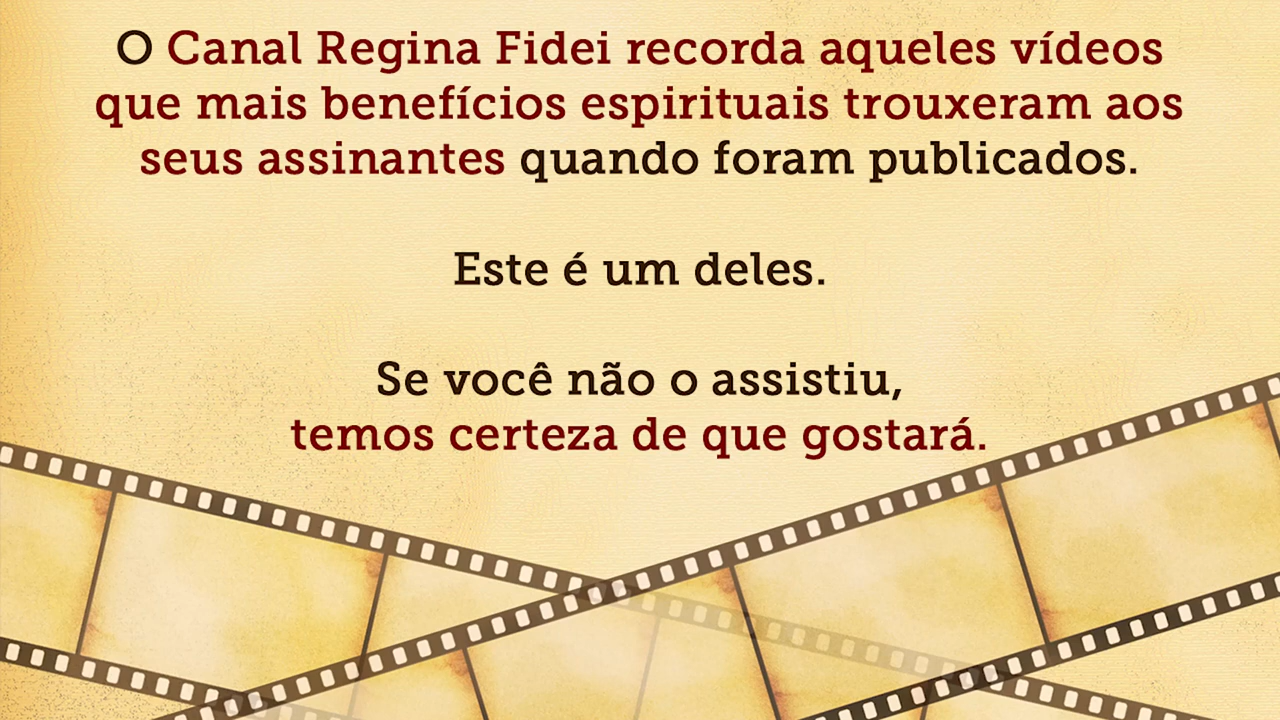 O Canal Regina Fidei recorda aqueles vídeos
que mais benefícios espirituais trouxeram aos
seus assinantes quando foram publicados.
Este é um deles.
Se você não o assistiu,
temos certeza de que gostará.